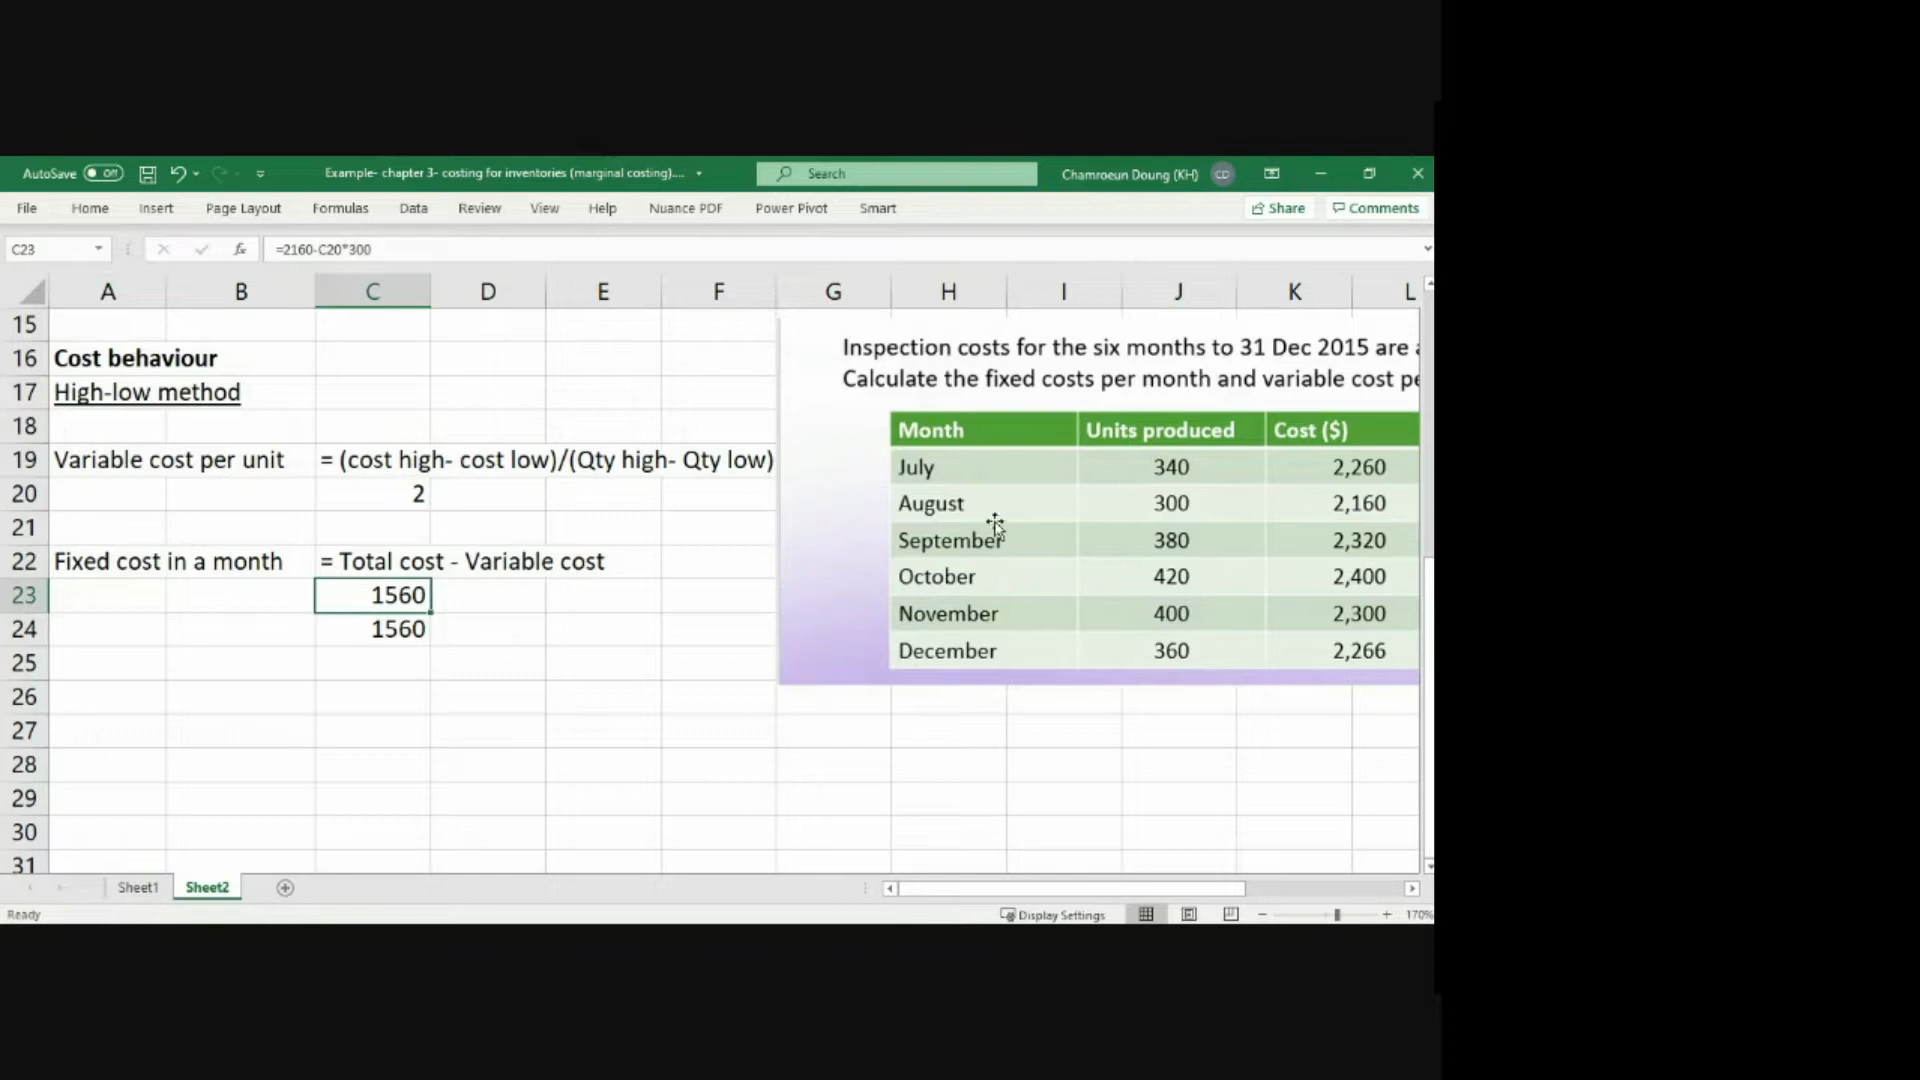 AutoSave Off Example- chapter 3- costing for inventories (marginal costing).... Search Chamroeun Doung (KH) CD
File Home Insert Page Layout Formulas Data Review View Help Nuance PDF Power Pivot Smart Share Comments
C23 fx =2160-C20*300
A B C D E F G H I J K L
15
16 Cost behaviour
17 High-low method
18
19 Variable cost per unit = (cost high- cost low)/(Qty high- Qty low)
20 2
21
22 Fixed cost in a month = Total cost - Variable cost
23 1560
24 1560
25
26
27
28
29
30
31
Inspection costs for the six months to 31 Dec 2015 are
Calculate the fixed costs per month and variable cost
Month Units produced Cost ($)
July 340 2,260
August 300 2,160
September 380 2,320
October 420 2,400
November 400 2,300
December 360 2,266
Sheet1 Sheet2
Ready Display Settings 170%